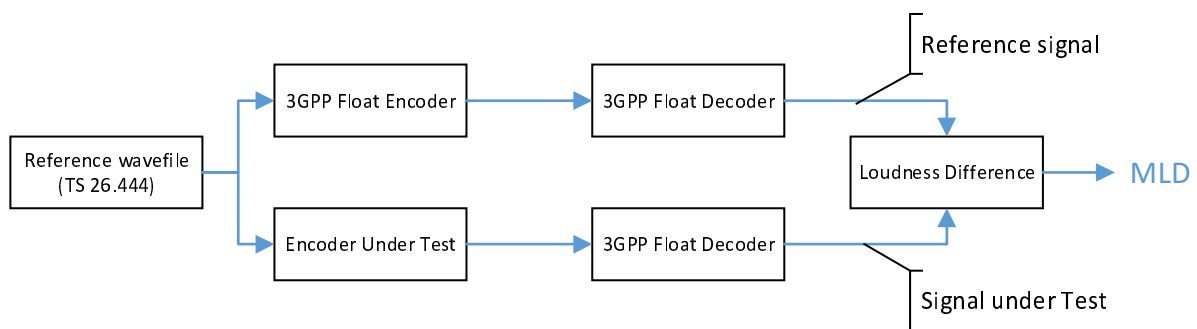 Reference signal
3GPP Float Encoder
3GPP Float Decoder
Reference wavefile
(TS 26.444)
Loudness Difference
MLD
Encoder Under Test
3GPP Float Decoder
Signal under Test